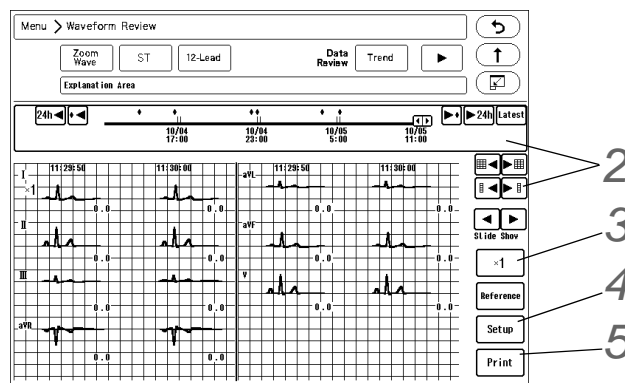 Menu > Waveform Review
Zoom Wave ST 12-Lead Data Review Trend ▶
Explanation Area
24h◀ ♦◀ ▶♦ ▶24h Latest
10/04 17:00 10/04 23:00 10/05 5:00 10/05 11:00
2
11:29:50 11:30:00 11:29:50 11:30:00
I aVL
×1
0.0 0.0 0.0 0.0
Slide Show
3
II aVF
×1
0.0 0.0 0.0 0.0
III V
Reference
4
0.0 0.0 0.0 0.0
aVR
Setup
5
0.0 0.0
Print